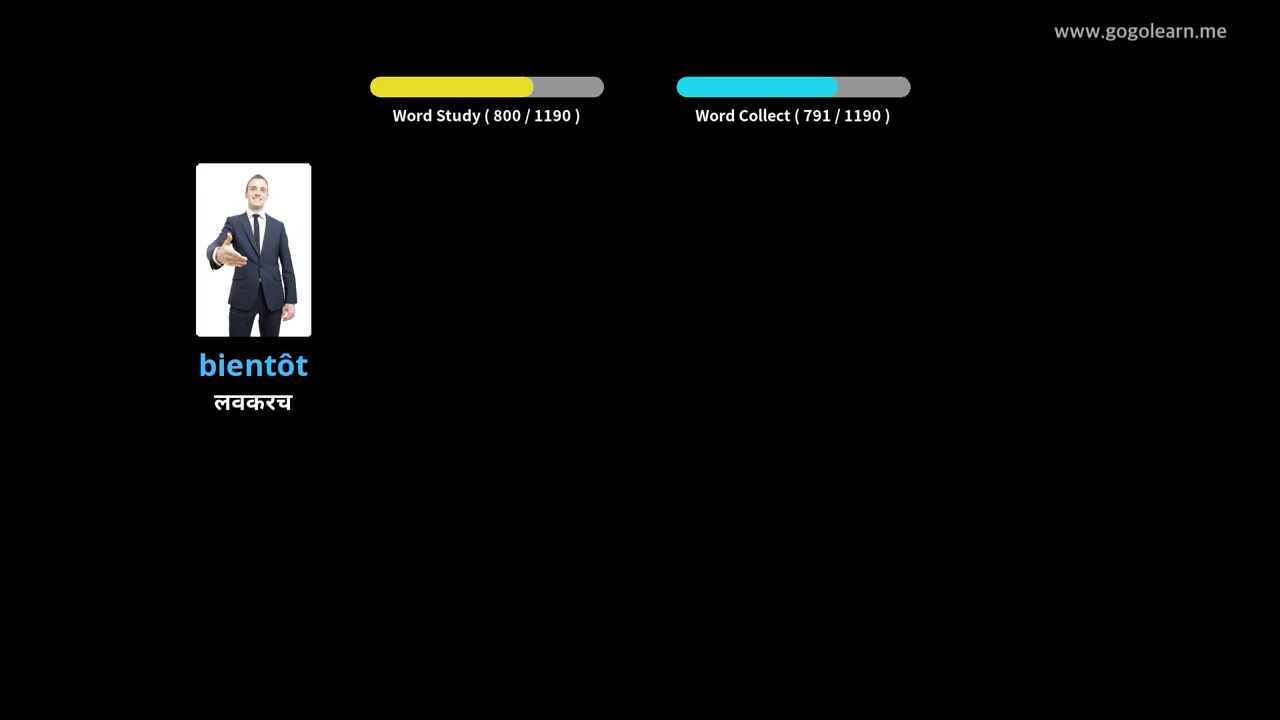 www.gogolearn.me
Word Study ( 800 / 1190 )
Word Collect ( 791 / 1190 )
bientôt
लवकरच